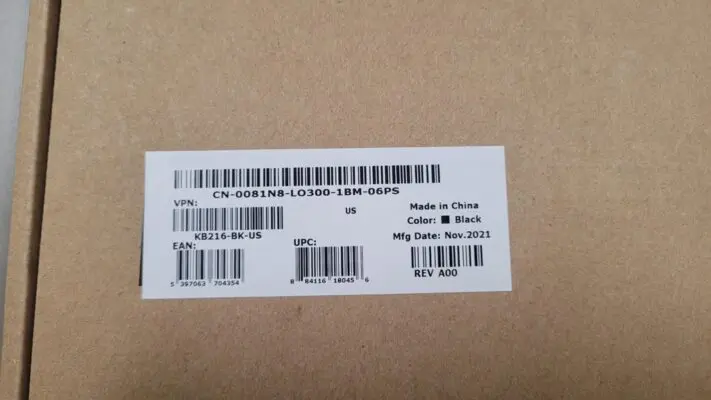 CN-0081N8-LO300-1BM-06PS
VPN:
US
Made in China
KB216-BK-US
Color: Black
EAN:
UPC:
Mfg Date: Nov.2021
REV A00
5 397063 704354
8 84116 18045 6